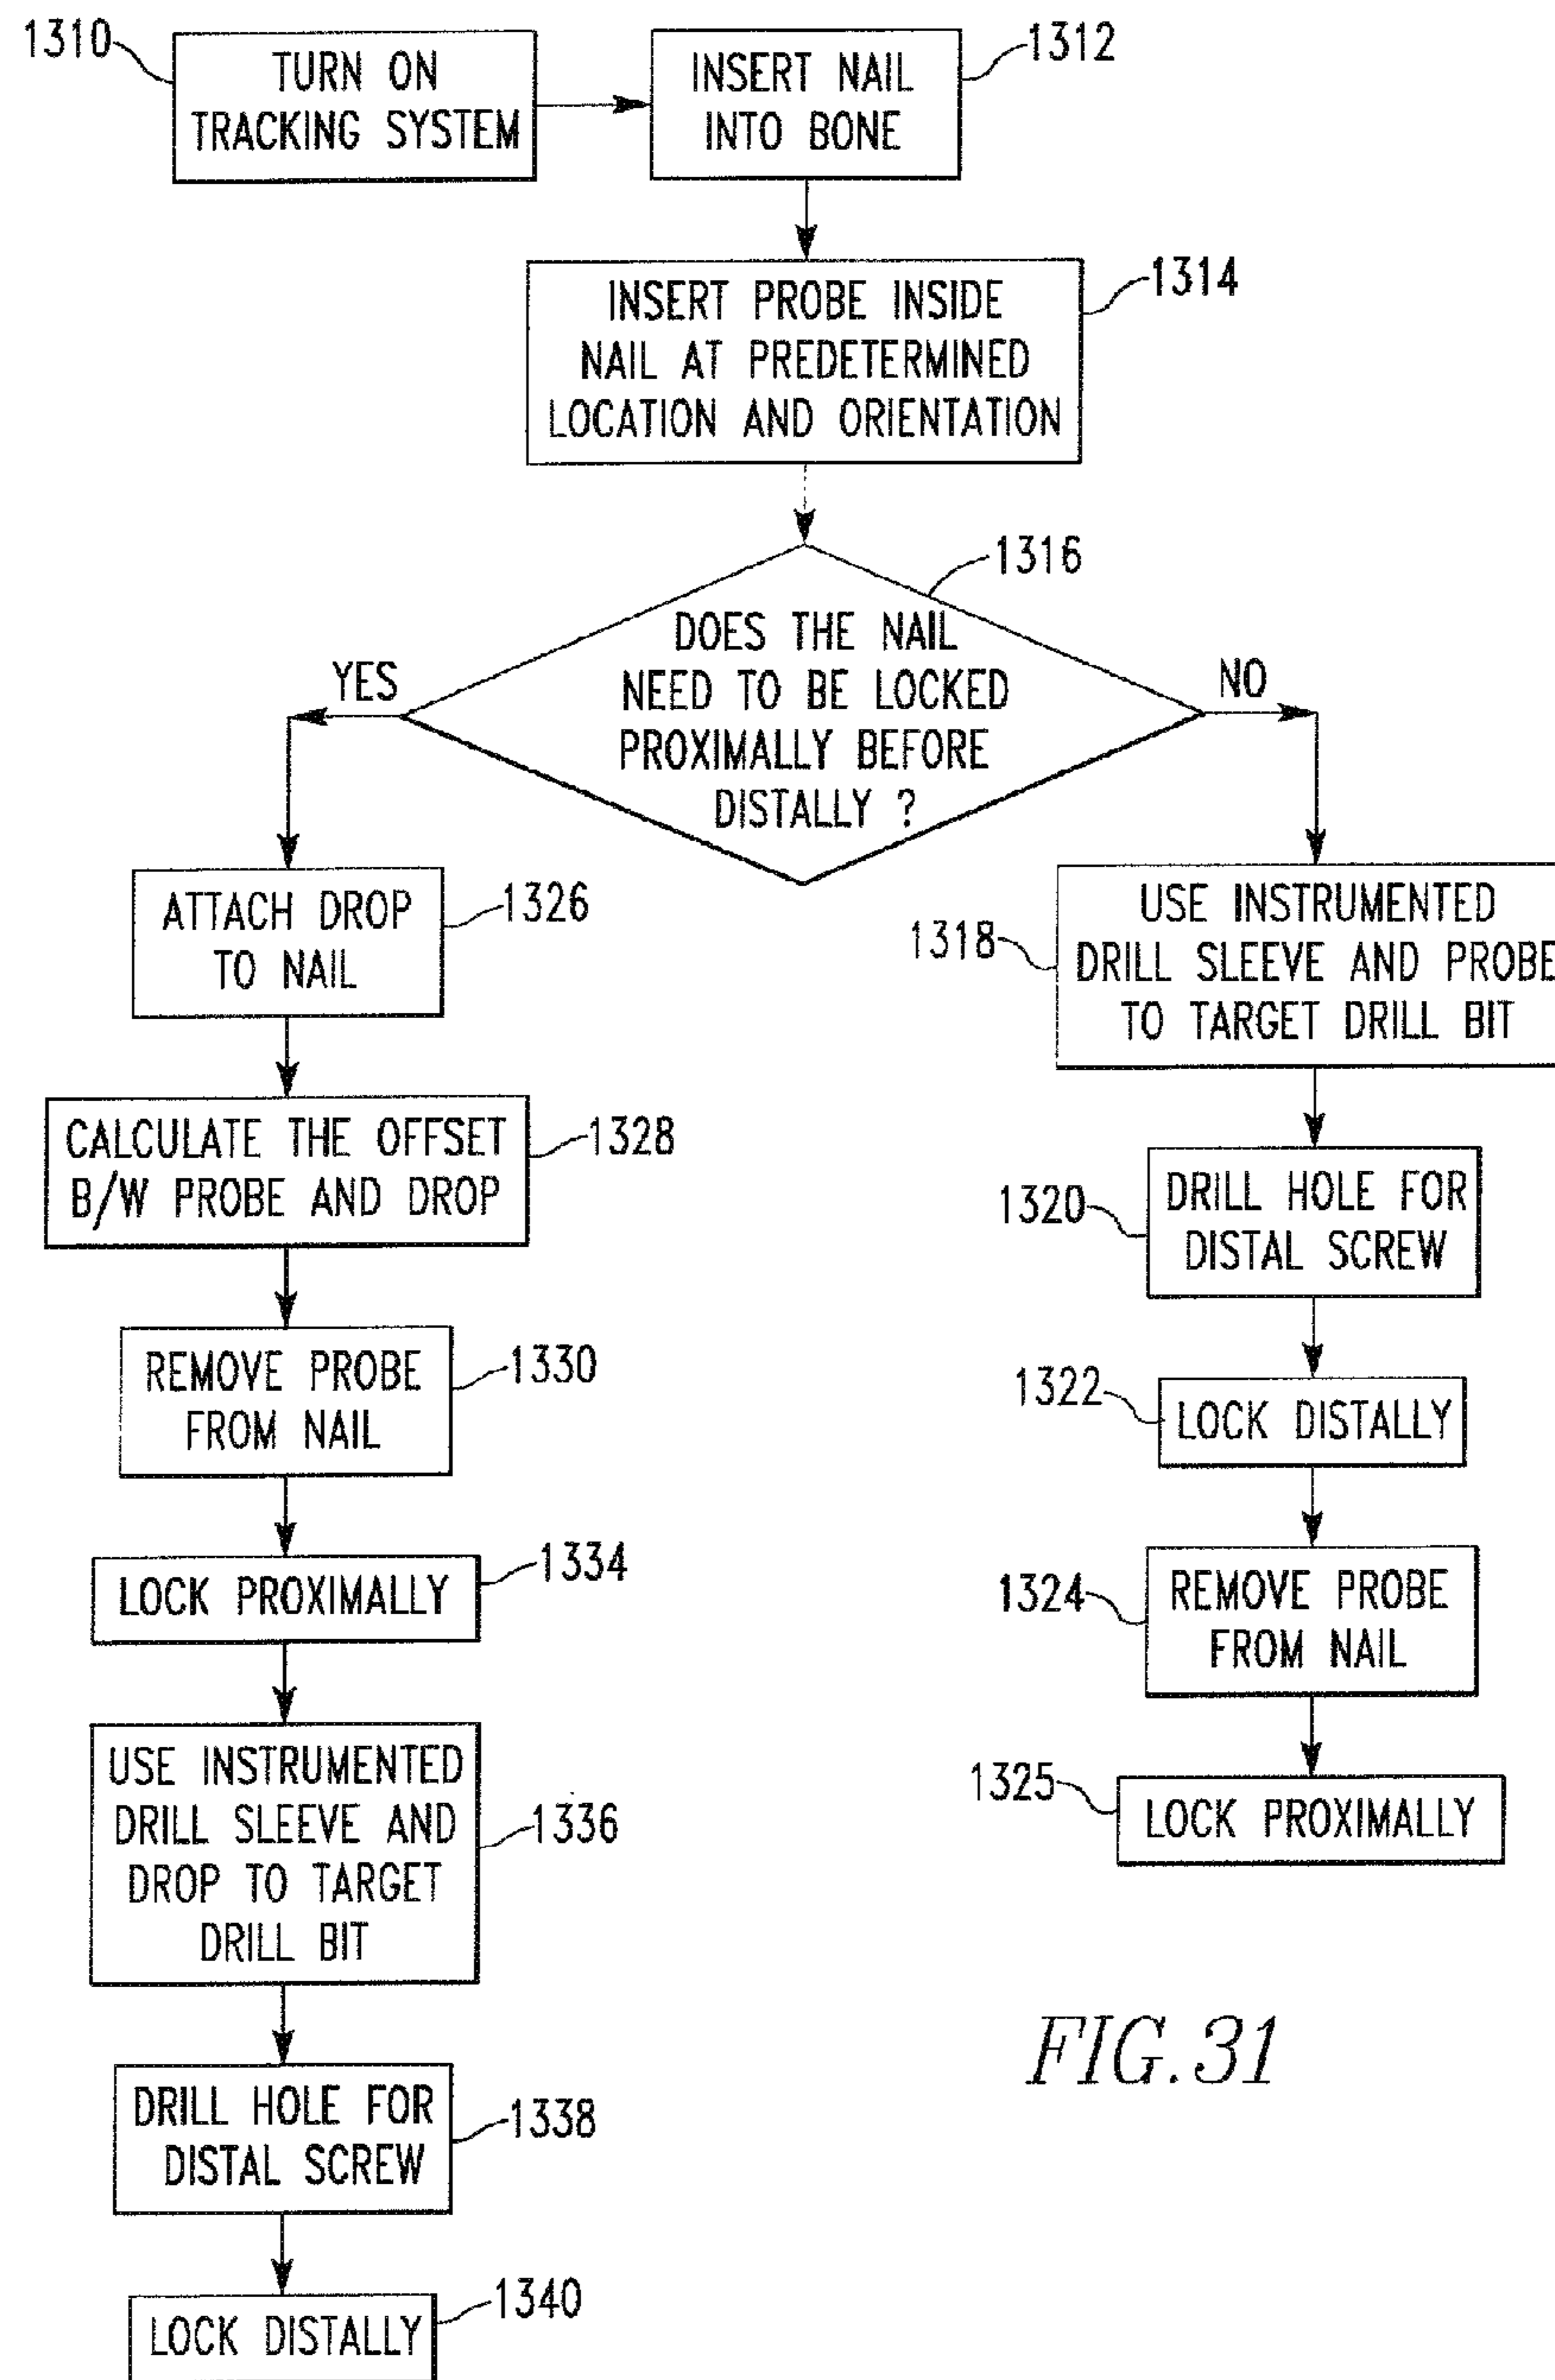 1310
TURN ON
TRACKING SYSTEM
1312
INSERT NAIL
INTO BONE
1314
INSERT PROBE INSIDE
NAIL AT PREDETERMINED
LOCATION AND ORIENTATION
1316
DOES THE NAIL
NEED TO BE LOCKED
PROXIMALLY BEFORE
DISTALLY ?
YES
NO
1326
ATTACH DROP
TO NAIL
1328
CALCULATE THE OFFSET
B/W PROBE AND DROP
1330
REMOVE PROBE
FROM NAIL
1334
LOCK PROXIMALLY
1336
USE INSTRUMENTED
DRILL SLEEVE AND
DROP TO TARGET
DRILL BIT
1338
DRILL HOLE FOR
DISTAL SCREW
1340
LOCK DISTALLY
1318
USE INSTRUMENTED
DRILL SLEEVE AND PROBE
TO TARGET DRILL BIT
1320
DRILL HOLE FOR
DISTAL SCREW
1322
LOCK DISTALLY
1324
REMOVE PROBE
FROM NAIL
1325
LOCK PROXIMALLY
FIG. 31